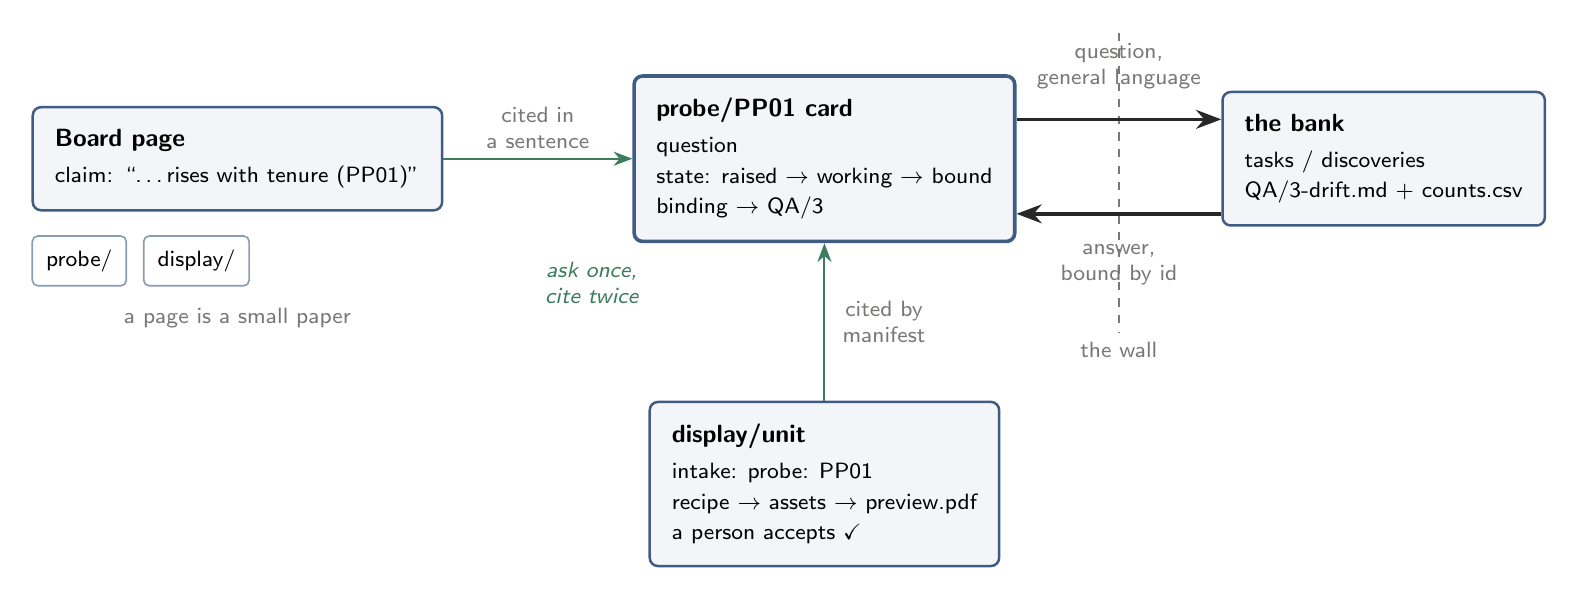 Board page
claim: “…rises with tenure (PP01)”
probe/
display/
a page is a small paper
cited in
a sentence
probe/PP01 card
question
state: raised → working → bound
binding → QA/3
ask once,
cite twice
question,
general language
the bank
tasks / discoveries
QA/3-drift.md + counts.csv
answer,
bound by id
the wall
cited by
manifest
display/unit
intake: probe: PP01
recipe → assets → preview.pdf
a person accepts ✓